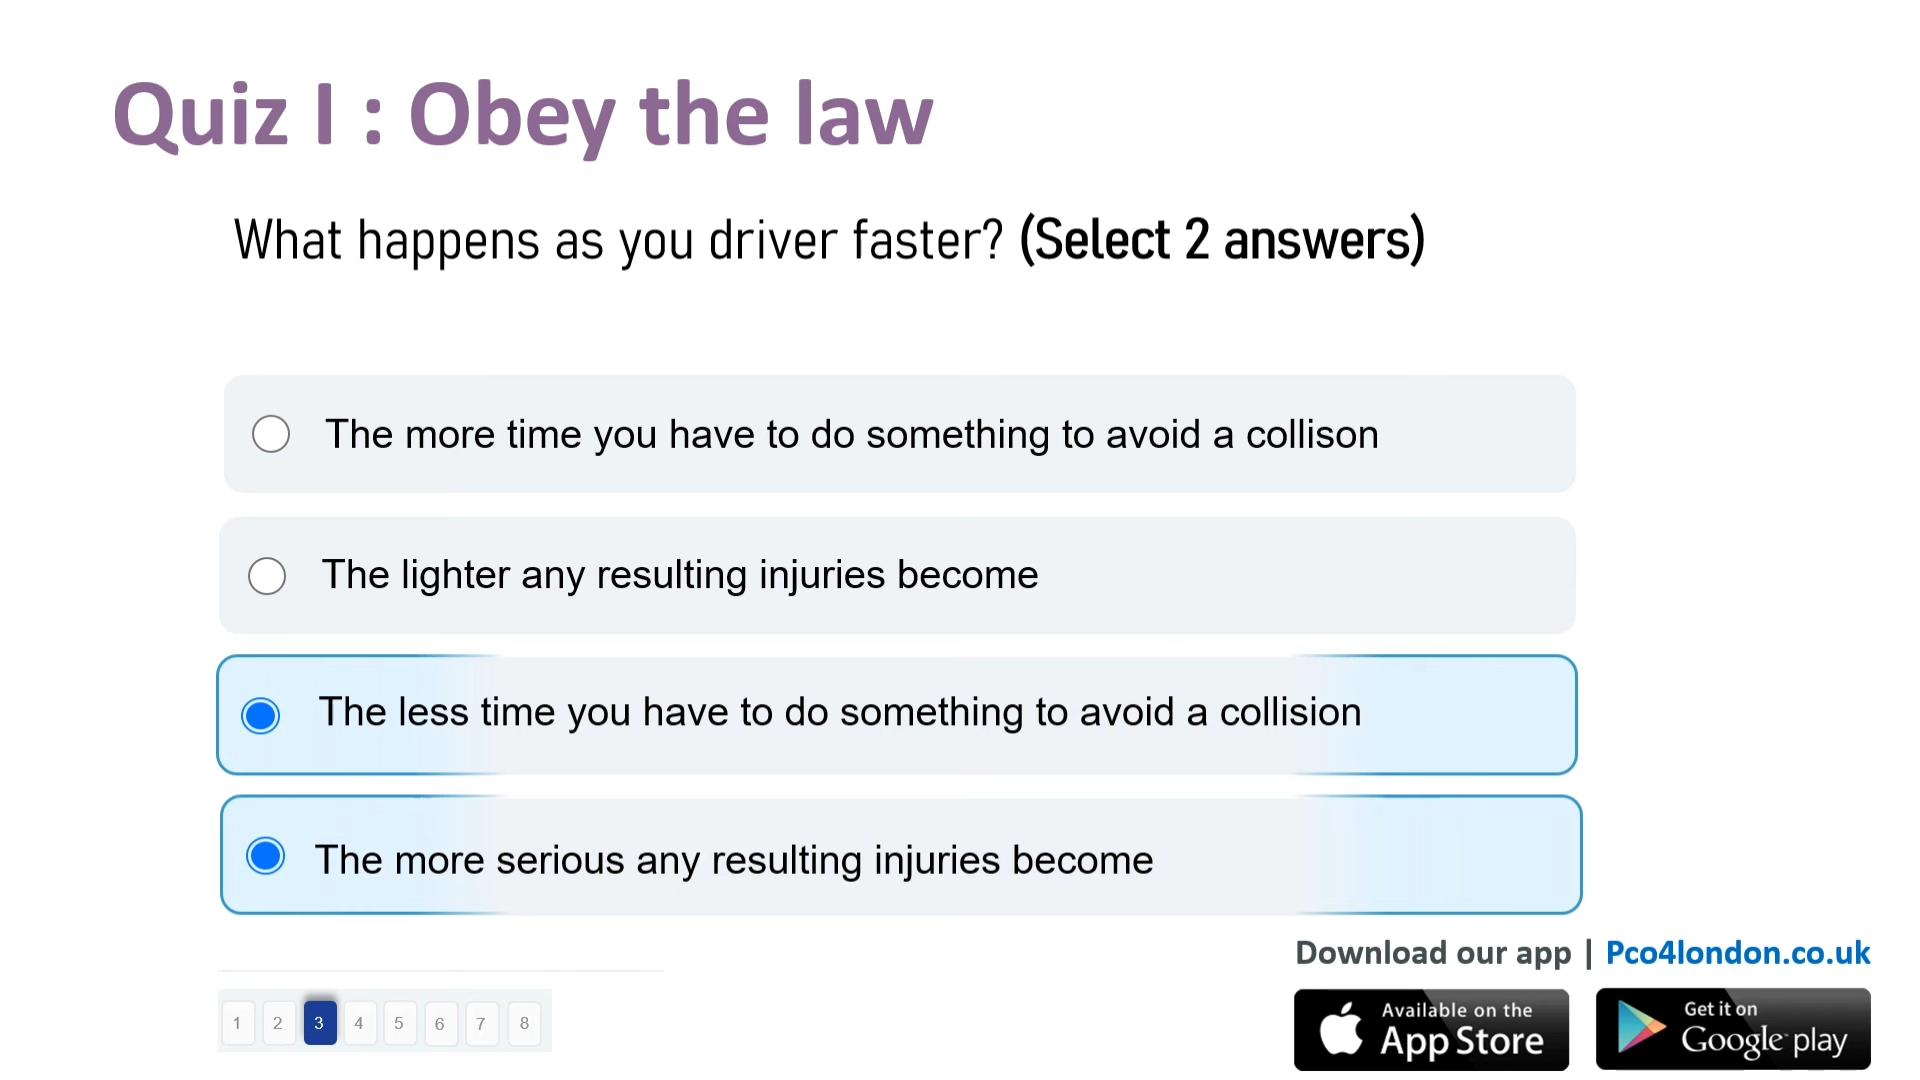 Quiz I : Obey the law
What happens as you driver faster? (Select 2 answers)
The more time you have to do something to avoid a collison
The lighter any resulting injuries become
The less time you have to do something to avoid a collision
The more serious any resulting injuries become
Download our app | Pco4london.co.uk
1 2 3 4 5 6 7 8
Available on the
App Store
Get it on
Google play